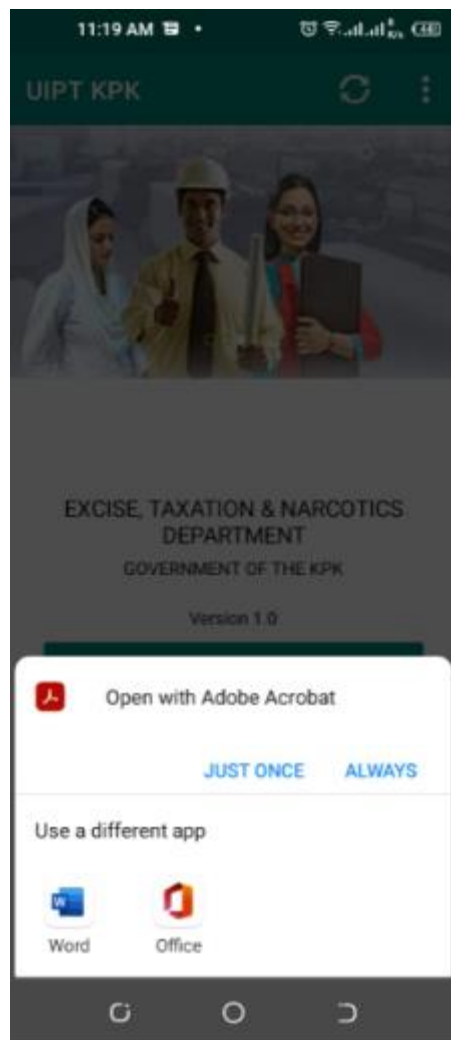 11:19 AM
UIPT KPK
EXCISE, TAXATION & NARCOTICS
DEPARTMENT
GOVERNMENT OF THE KPK
Version 1.0
Open with Adobe Acrobat
JUST ONCE ALWAYS
Use a different app
Word Office